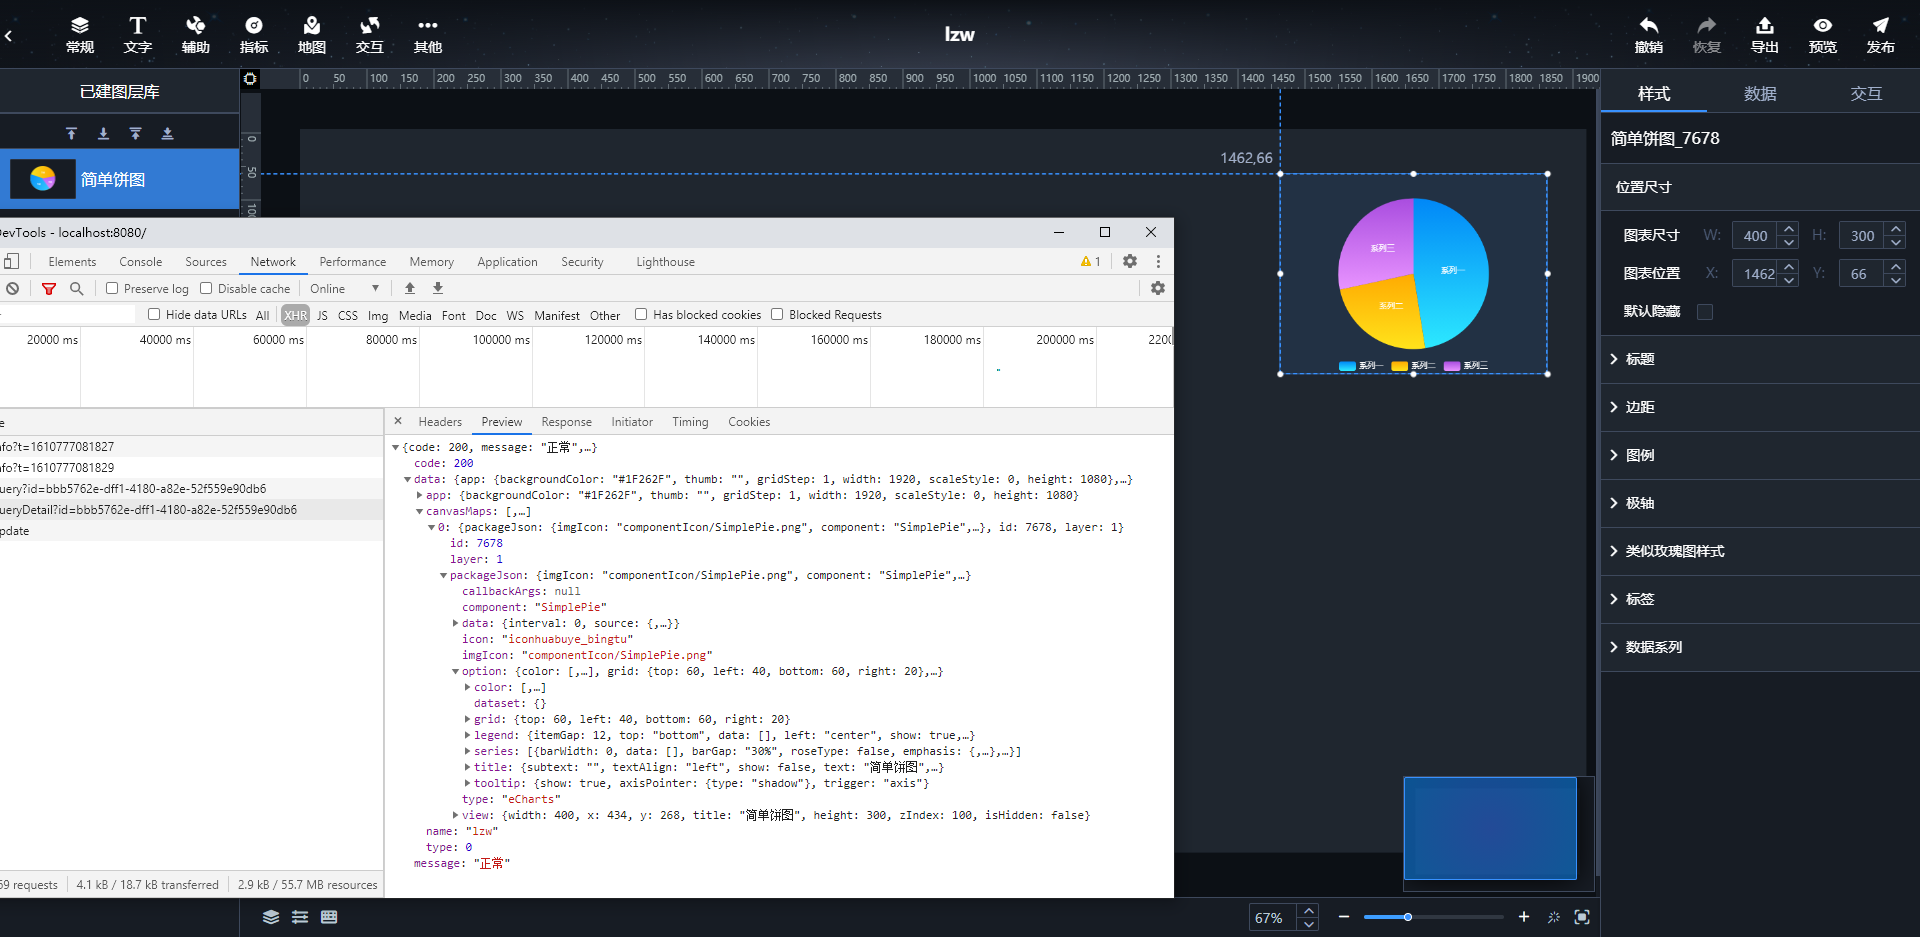 常规 文字 辅助 指标 地图 交互 其他
lzw
撤销 恢复 导出 预览 发布
已建图层库
简单饼图
0 50 100 150 200 250 300 350 400 450 500 550 600 650 700 750 800 850 900 950 1000 1050 1100 1150 1200 1250 1300 1350 1400 1450 1500 1550 1600 1650 1700 1750 1800 1850 1900
0
50
100
1462,66
系列三
系列一
系列二
系列一 系列二 系列三
样式 数据 交互
简单饼图_7678
位置尺寸
图表尺寸 W: 400 H: 300
图表位置 X: 1462 Y: 66
默认隐藏
标题
边距
图例
极轴
类似玫瑰图样式
标签
数据系列
evTools - localhost:8080/
Elements Console Sources Network Performance Memory Application Security Lighthouse 1
Preserve log Disable cache Online
Hide data URLs All XHR JS CSS Img Media Font Doc WS Manifest Other Has blocked cookies Blocked Requests
20000 ms 40000 ms 60000 ms 80000 ms 100000 ms 120000 ms 140000 ms 160000 ms 180000 ms 200000 ms 2200
e
nfo?t=1610777081827
nfo?t=1610777081829
uery?id=bbb5762e-dff1-4180-a82e-52f559e90db6
ueryDetail?id=bbb5762e-dff1-4180-a82e-52f559e90db6
pdate
Headers Preview Response Initiator Timing Cookies
{code: 200, message: "正常",…}
code: 200
data: {app: {backgroundColor: "#1F262F", thumb: "", gridStep: 1, width: 1920, scaleStyle: 0, height: 1080},…}
app: {backgroundColor: "#1F262F", thumb: "", gridStep: 1, width: 1920, scaleStyle: 0, height: 1080}
canvasMaps: [,…]
0: {packageJson: {imgIcon: "componentIcon/SimplePie.png", component: "SimplePie",…}, id: 7678, layer: 1}
id: 7678
layer: 1
packageJson: {imgIcon: "componentIcon/SimplePie.png", component: "SimplePie",…}
callbackArgs: null
component: "SimplePie"
data: {interval: 0, source: {,…}}
icon: "iconhuabuye_bingtu"
imgIcon: "componentIcon/SimplePie.png"
option: {color: [,…], grid: {top: 60, left: 40, bottom: 60, right: 20},…}
color: [,…]
dataset: {}
grid: {top: 60, left: 40, bottom: 60, right: 20}
legend: {itemGap: 12, top: "bottom", data: [], left: "center", show: true,…}
series: [{barWidth: 0, data: [], barGap: "30%", roseType: false, emphasis: {,…},…}]
title: {subtext: "", textAlign: "left", show: false, text: "简单饼图",…}
tooltip: {show: true, axisPointer: {type: "shadow"}, trigger: "axis"}
type: "eCharts"
view: {width: 400, x: 434, y: 268, title: "简单饼图", height: 300, zIndex: 100, isHidden: false}
name: "lzw"
type: 0
message: "正常"
59 requests 4.1 kB / 18.7 kB transferred 2.9 kB / 55.7 MB resources
67%